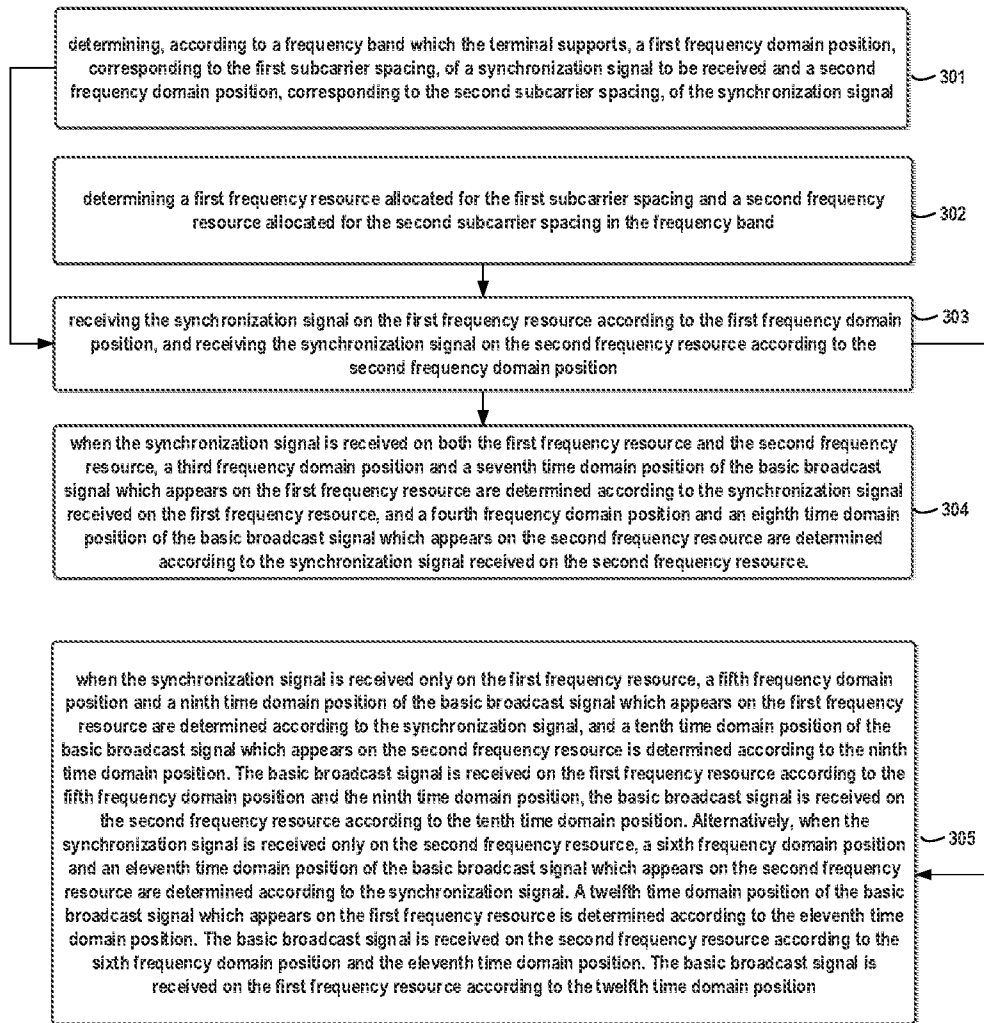 determining, according to a frequency band which the terminal supports, a first frequency domain position,
corresponding to the first subcarrier spacing, of a synchronization signal to be received and a second
frequency domain position, corresponding to the second subcarrier spacing, of the synchronization signal
301
determining a first frequency resource allocated for the first subcarrier spacing and a second frequency
resource allocated for the second subcarrier spacing in the frequency band
302
receiving the synchronization signal on the first frequency resource according to the first frequency domain
position, and receiving the synchronization signal on the second frequency resource according to the
second frequency domain position
303
when the synchronization signal is received on both the first frequency resource and the second frequency
resource, a third frequency domain position and a seventh time domain position of the basic broadcast
signal which appears on the first frequency resource are determined according to the synchronization signal
received on the first frequency resource, and a fourth frequency domain position and an eighth time domain
position of the basic broadcast signal which appears on the second frequency resource are determined
according to the synchronization signal received on the second frequency resource.
304
when the synchronization signal is received only on the first frequency resource, a fifth frequency domain
position and a ninth time domain position of the basic broadcast signal which appears on the first frequency
resource are determined according to the synchronization signal, and a tenth time domain position of the
basic broadcast signal which appears on the second frequency resource is determined according to the ninth
time domain position. The basic broadcast signal is received on the first frequency resource according to the
fifth frequency domain position and the ninth time domain position, the basic broadcast signal is received on
the second frequency resource according to the tenth time domain position. Alternatively, when the
synchronization signal is received only on the second frequency resource, a sixth frequency domain position
and an eleventh time domain position of the basic broadcast signal which appears on the second frequency
resource are determined according to the synchronization signal. A twelfth time domain position of the basic
broadcast signal which appears on the first frequency resource is determined according to the eleventh time
domain position. The basic broadcast signal is received on the second frequency resource according to the
sixth frequency domain position and the eleventh time domain position. The basic broadcast signal is
received on the first frequency resource according to the twelfth time domain position
305